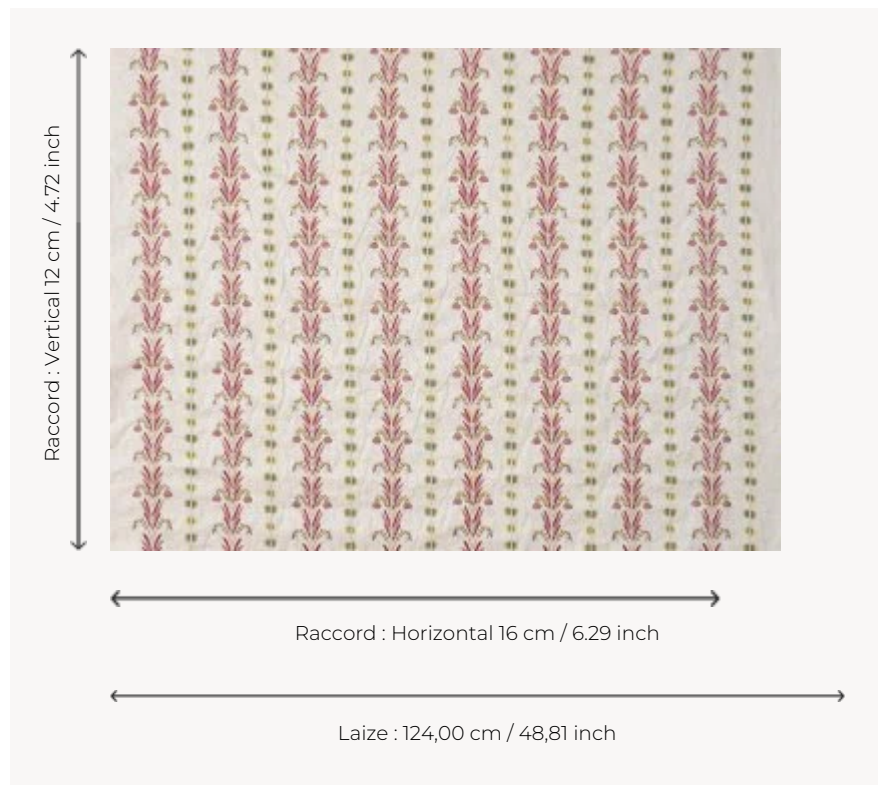 Raccord : Vertical 12 cm / 4.72 inch
Raccord : Horizontal 16 cm / 6.29 inch
Laize : 124,00 cm / 48,81 inch